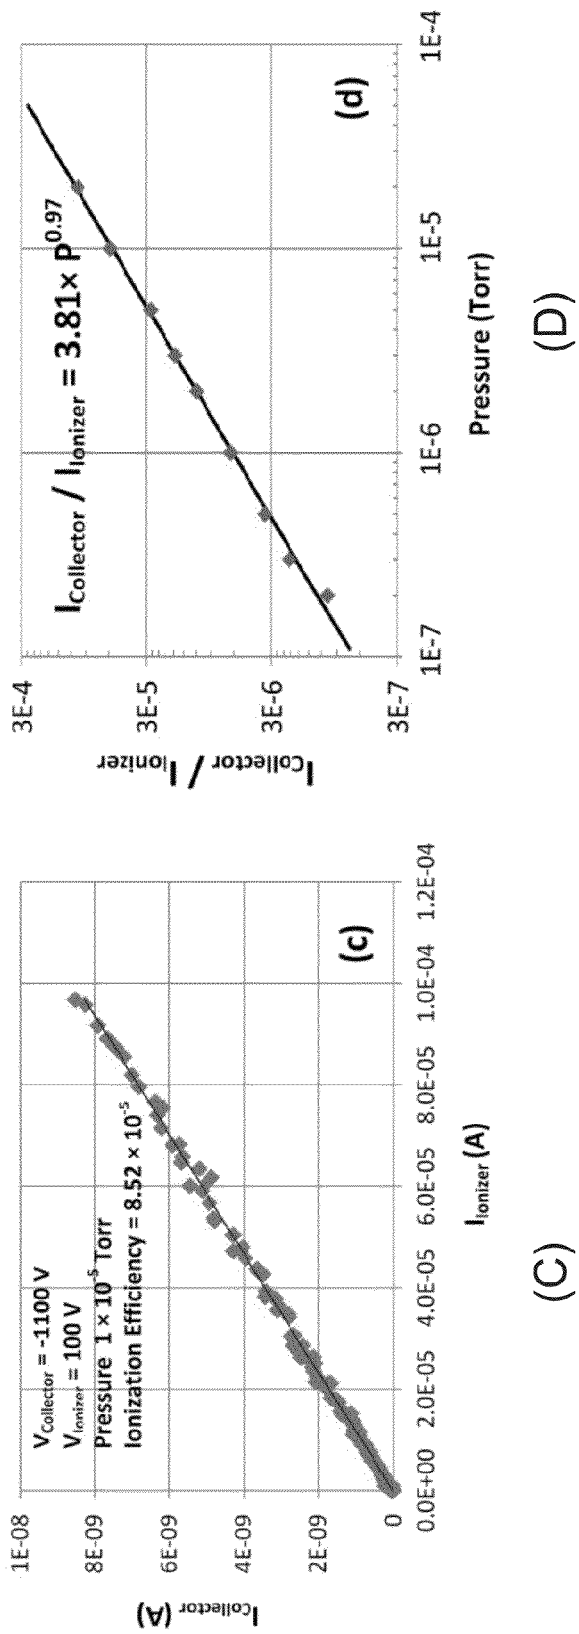 1E-08
8E-09
6E-09
4E-09
2E-09
0
I_Collector (A)
V_Collector = -1100 V
V_Ionizer = 100 V
Pressure 1 × 10^-5 Torr
Ionization Efficiency = 8.52 × 10^-5
(c)
0.0E+00 2.0E-05 4.0E-05 6.0E-05 8.0E-05 1.0E-04 1.2E-04
I_Ionizer (A)
(C)
3E-4
3E-5
3E-6
3E-7
I_Collector / I_Ionizer
I_Collector / I_Ionizer = 3.81× P^0.97
(d)
1E-7 1E-6 1E-5 1E-4
Pressure (Torr)
(D)